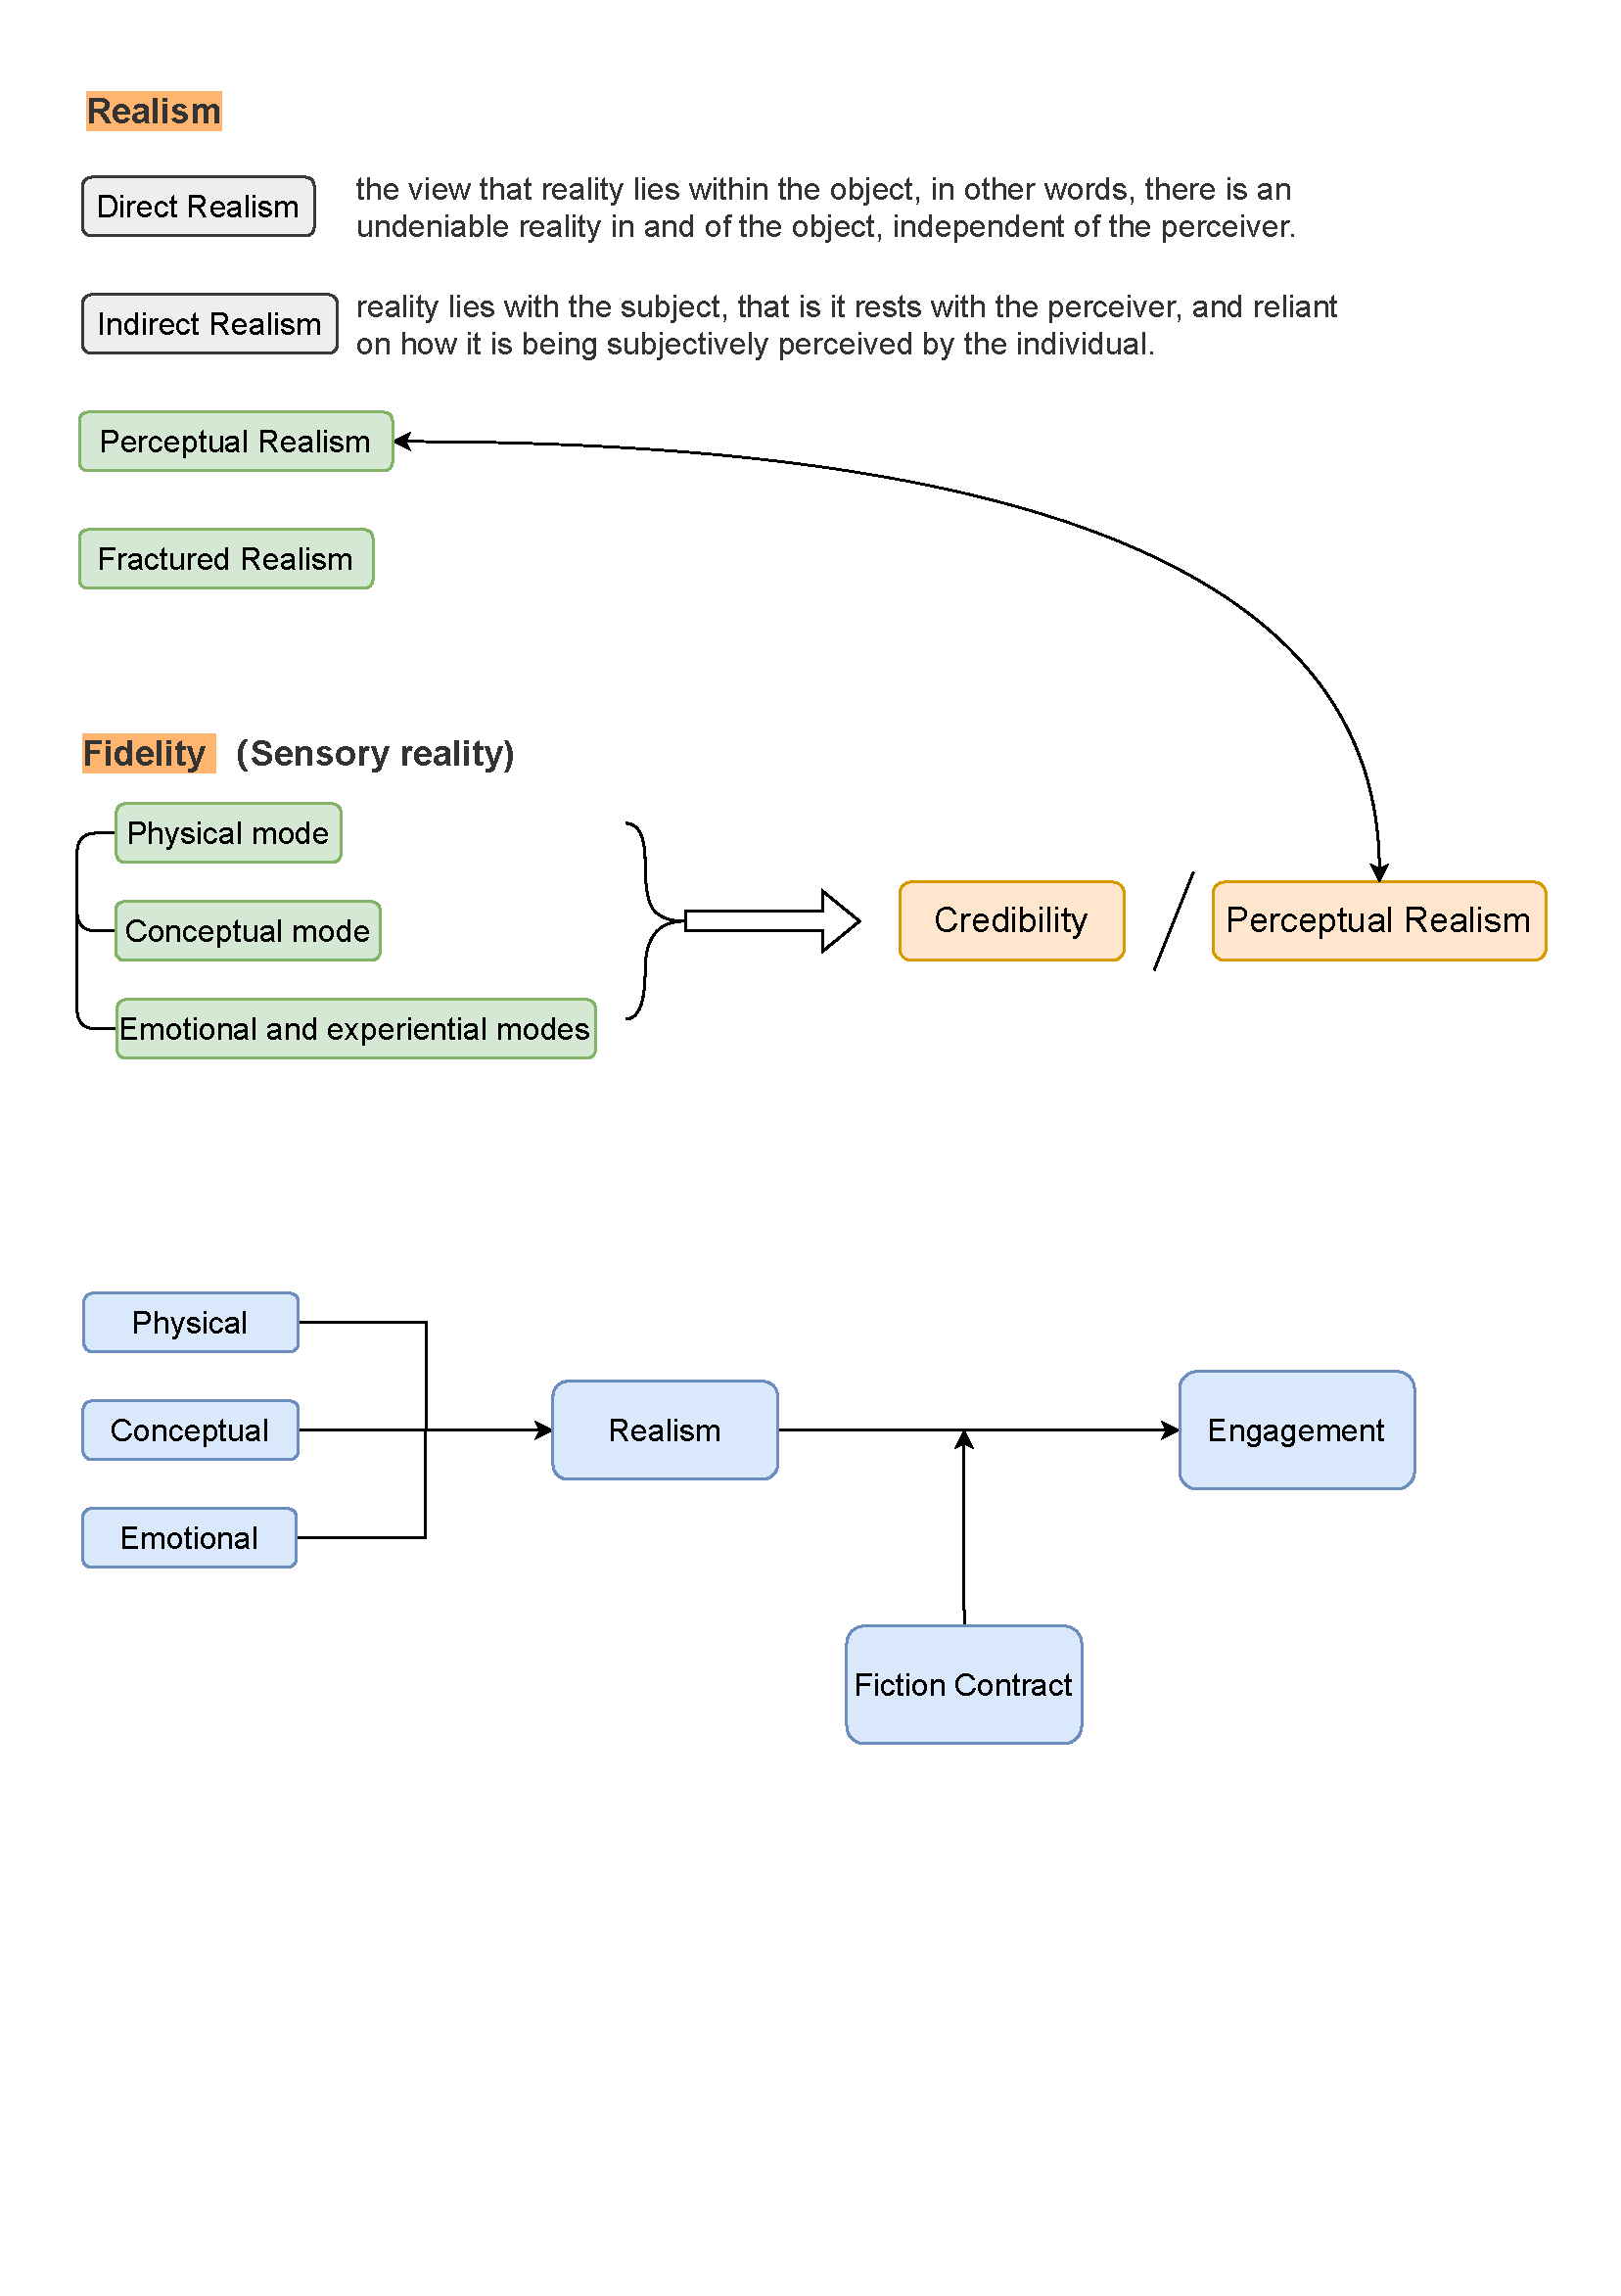 Realism
Direct Realism
the view that reality lies within the object, in other words, there is an
undeniable reality in and of the object, independent of the perceiver.
Indirect Realism
reality lies with the subject, that is it rests with the perceiver, and reliant
on how it is being subjectively perceived by the individual.
Perceptual Realism
Fractured Realism
Fidelity (Sensory reality)
Physical mode
Conceptual mode
Emotional and experiential modes
Credibility
Perceptual Realism
Physical
Conceptual
Emotional
Realism
Engagement
Fiction Contract